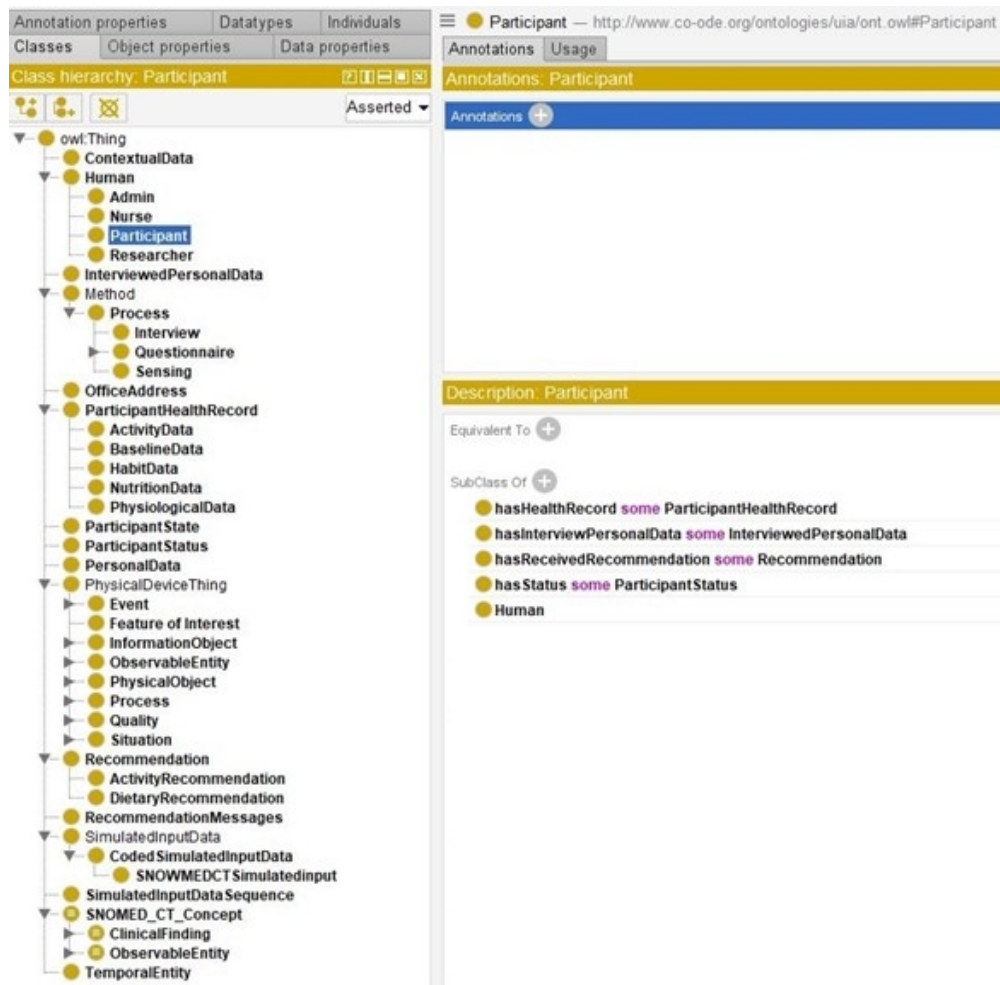 Annotation properties Datatypes Individuals
Classes Object properties Data properties
Class hierarchy: Participant
Asserted
owl:Thing
ContextualData
Human
Admin
Nurse
Participant
Researcher
InterviewedPersonalData
Method
Process
Interview
Questionnaire
Sensing
OfficeAddress
ParticipantHealthRecord
ActivityData
BaselineData
HabitData
NutritionData
PhysiologicalData
ParticipantState
ParticipantStatus
PersonalData
PhysicalDeviceThing
Event
Feature of Interest
InformationObject
ObservableEntity
PhysicalObject
Process
Quality
Situation
Recommendation
ActivityRecommendation
DietaryRecommendation
RecommendationMessages
SimulatedInputData
CodedSimulatedInputData
SNOWMEDCTSimulatedinput
SimulatedInputDataSequence
SNOMED_CT_Concept
ClinicalFinding
ObservableEntity
TemporalEntity
Participant — http://www.co-ode.org/ontologies/uia/ont.owl#Participant
Annotations Usage
Annotations: Participant
Annotations
Description: Participant
Equivalent To
SubClass Of
hasHealthRecord some ParticipantHealthRecord
hasInterviewPersonalData some InterviewedPersonalData
hasReceivedRecommendation some Recommendation
hasStatus some ParticipantStatus
Human